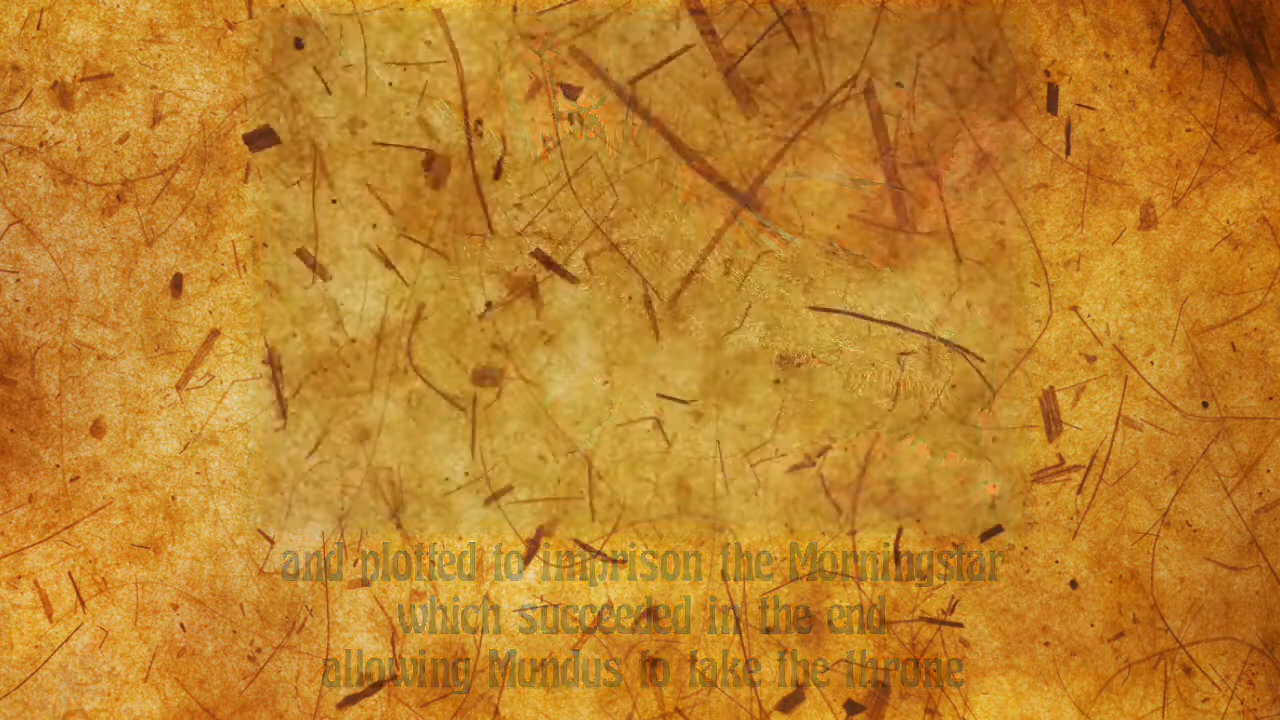 and plotted to imprison the Morningstar
which succeeded in the end
allowing Mundus to take the throne